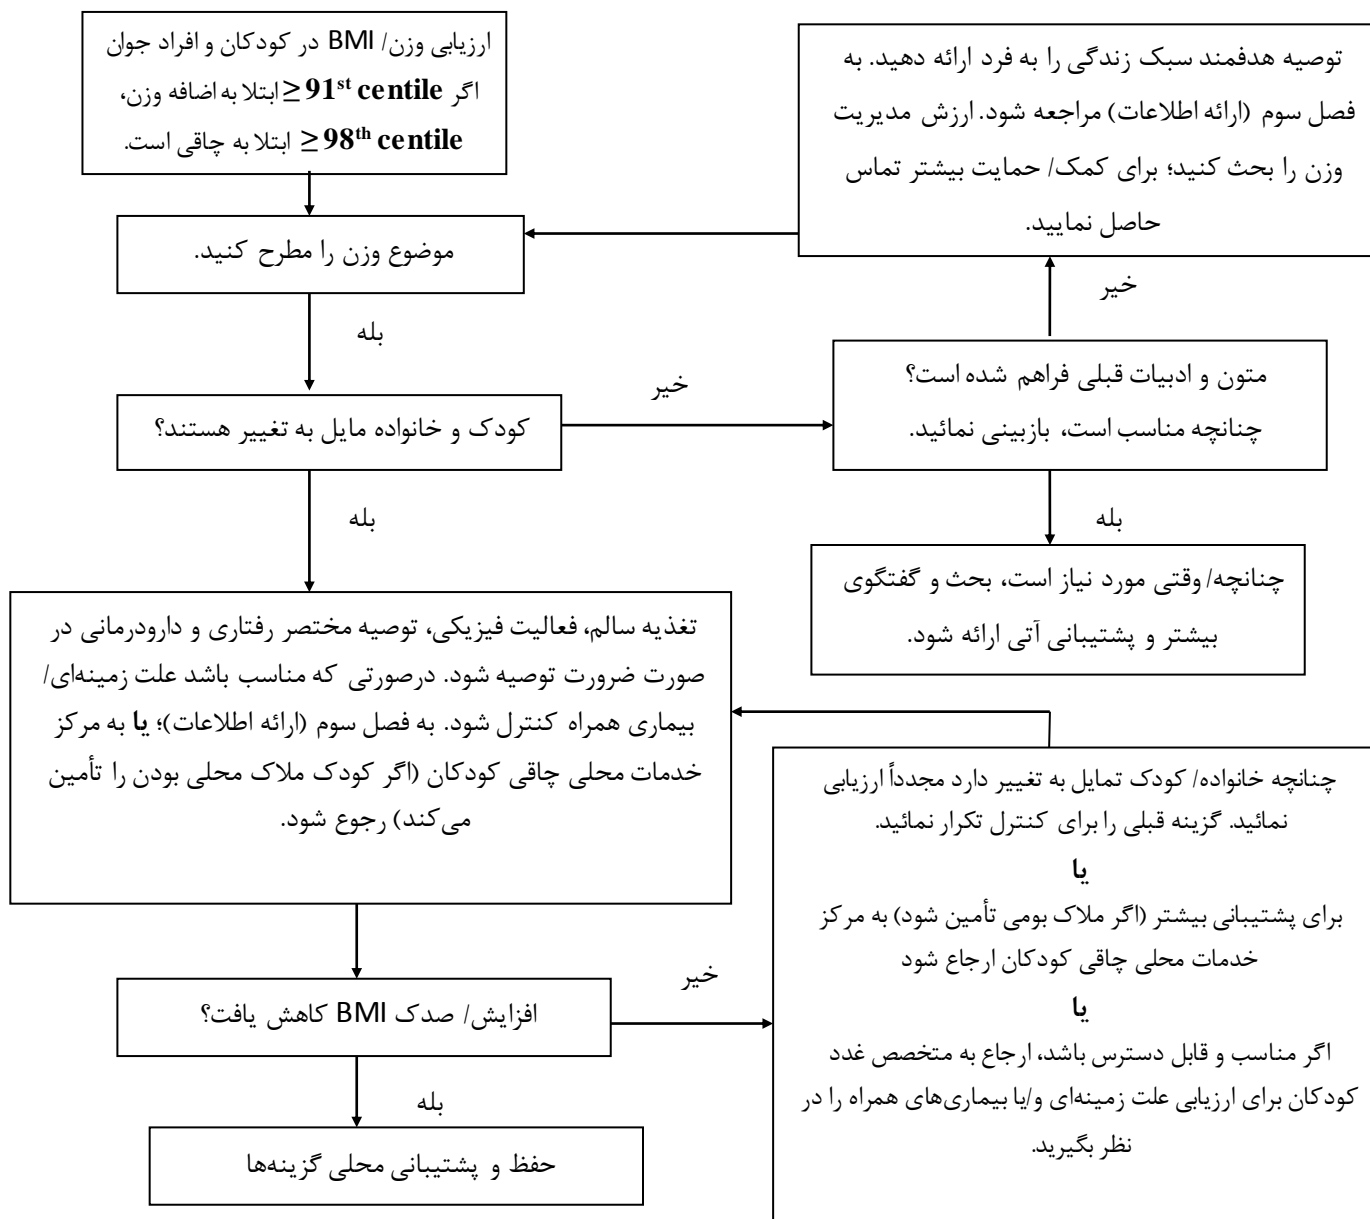 ارزیابی وزن/ BMI در کودکان و افراد جوان
اگر ≥ 91st centile ابتلا به اضافه وزن،
≥ 98th centile ابتلا به چاقی است.
موضوع وزن را مطرح کنید.
بله
کودک و خانواده مایل به تغییر هستند؟
خیر
متون و ادبیات قبلی فراهم شده است؟
چنانچه مناسب است، بازبینی نمائید.
خیر
توصیه هدفمند سبک زندگی را به فرد ارائه دهید. به
فصل سوم (ارائه اطلاعات) مراجعه شود. ارزش مدیریت
وزن را بحث کنید؛ برای کمک/ حمایت بیشتر تماس
حاصل نمایید.
بله
چنانچه/ وقتی مورد نیاز است، بحث و گفتگوی
بیشتر و پشتیبانی آتی ارائه شود.
بله
تغذیه سالم، فعالیت فیزیکی، توصیه مختصر رفتاری و دارودرمانی در
صورت ضرورت توصیه شود. درصورتی که مناسب باشد علت زمینه‌ای/
بیماری همراه کنترل شود. به فصل سوم (ارائه اطلاعات)؛ یا به مرکز
خدمات محلی چاقی کودکان (اگر کودک ملاک محلی بودن را تأمین
می‌کند) رجوع شود.
افزایش/ صدک BMI کاهش یافت؟
خیر
چنانچه خانواده/ کودک تمایل به تغییر دارد مجدداً ارزیابی
نمائید. گزینه قبلی را برای کنترل تکرار نمائید.
یا
برای پشتیبانی بیشتر (اگر ملاک بومی تأمین شود) به مرکز
خدمات محلی چاقی کودکان ارجاع شود
یا
اگر مناسب و قابل دسترس باشد، ارجاع به متخصص غدد
کودکان برای ارزیابی علت زمینه‌ای و/یا بیماری‌های همراه را در
نظر بگیرید.
بله
حفظ و پشتیبانی محلی گزینه‌ها